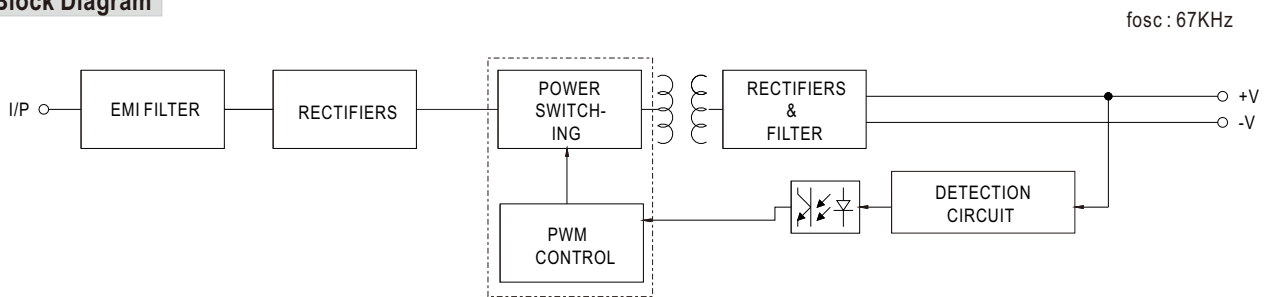 Block Diagram
fosc : 67KHz
I/P
EMI FILTER
RECTIFIERS
POWER
SWITCH-
ING
RECTIFIERS
&
FILTER
+V
-V
DETECTION
CIRCUIT
PWM
CONTROL